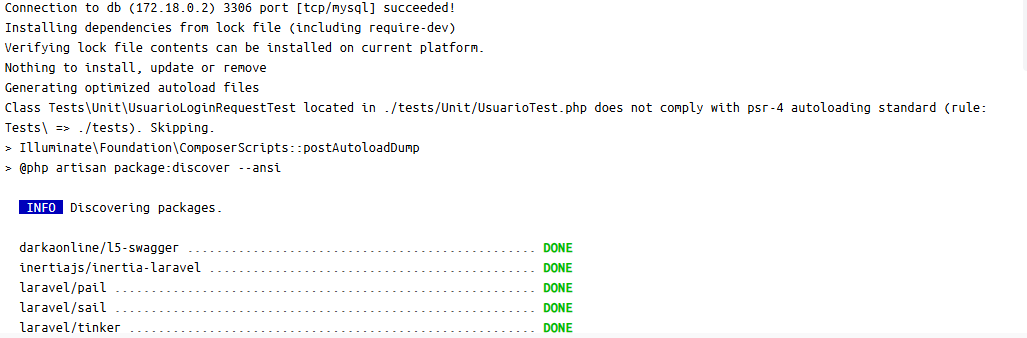 Connection to db (172.18.0.2) 3306 port [tcp/mysql] succeeded!
Installing dependencies from lock file (including require-dev)
Verifying lock file contents can be installed on current platform.
Nothing to install, update or remove
Generating optimized autoload files
Class Tests\Unit\UsuarioLoginRequestTest located in ./tests/Unit/UsuarioTest.php does not comply with psr-4 autoloading standard (rule:
Tests\ => ./tests). Skipping.
> Illuminate\Foundation\ComposerScripts::postAutoloadDump
> @php artisan package:discover --ansi
INFO Discovering packages.
darkaonline/l5-swagger ................................................ DONE
inertiajs/inertia-laravel ............................................. DONE
laravel/pail .......................................................... DONE
laravel/sail .......................................................... DONE
laravel/tinker ........................................................ DONE